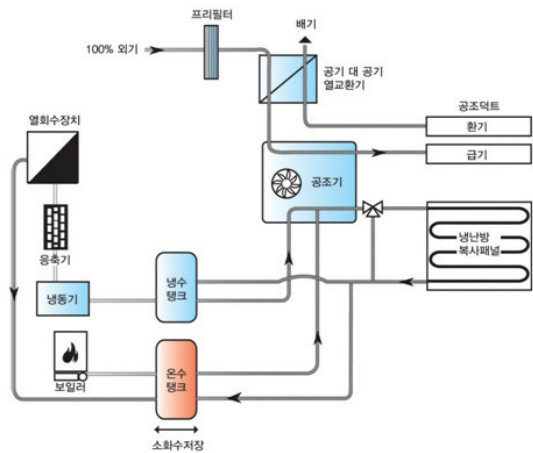 프리필터
배기
100% 외기
공기 대 공기
열교환기
공조덕트
환기
급기
열회수장치
공조기
냉난방
복사패널
응축기
냉동기
냉수
탱크
보일러
온수
탱크
소화수저장